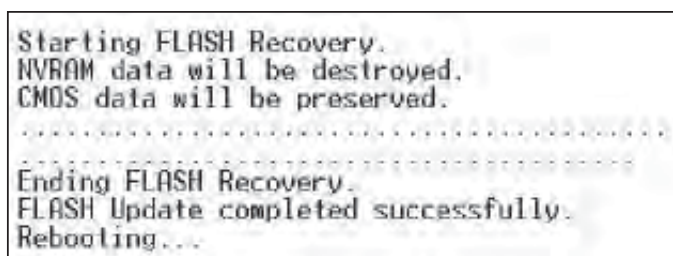 Starting FLASH Recovery.
NVRAM data will be destroyed.
CMOS data will be preserved.
...........................................
.........................................
Ending FLASH Recovery.
FLASH Update completed successfully.
Rebooting...